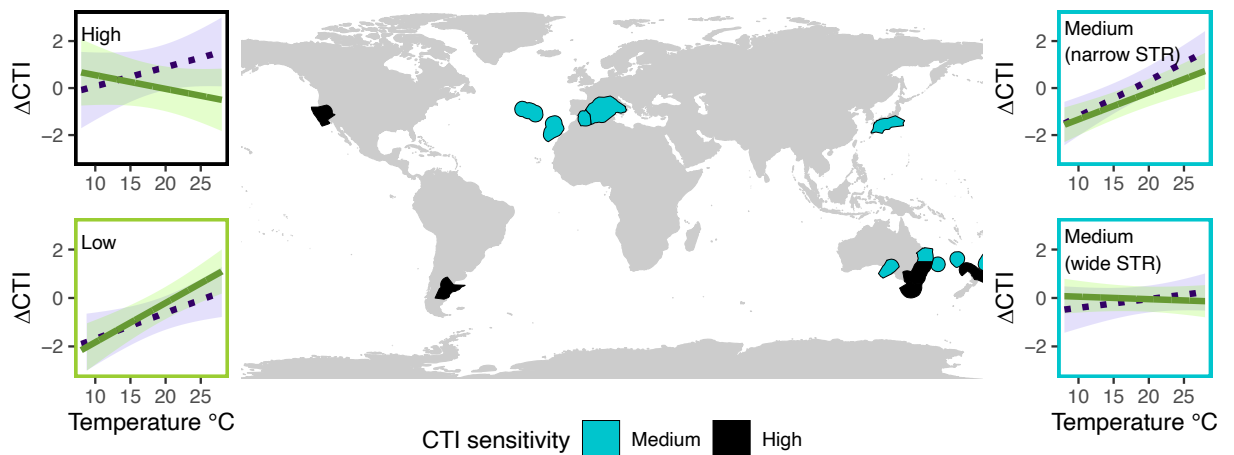 High
2
0
−2
ΔCTI
10 15 20 25
Low
2
0
−2
ΔCTI
10 15 20 25
Temperature °C
Medium
(narrow STR)
2
0
−2
ΔCTI
10 15 20 25
Medium
(wide STR)
2
0
−2
ΔCTI
10 15 20 25
Temperature °C
CTI sensitivity Medium High